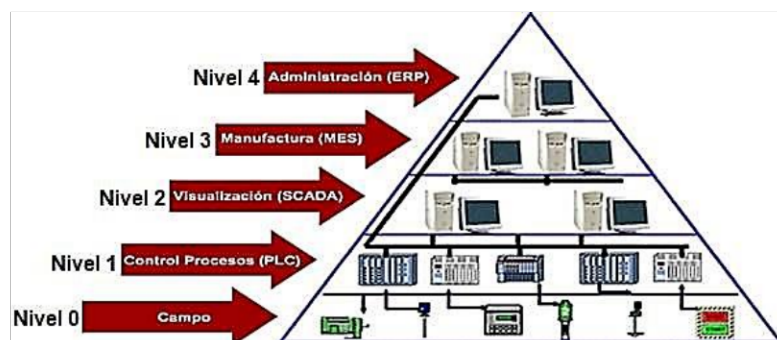 Nivel 4 Administración (ERP)
Nivel 3 Manufactura (MES)
Nivel 2 Visualización (SCADA)
Nivel 1 Control Procesos (PLC)
Nivel 0 Campo